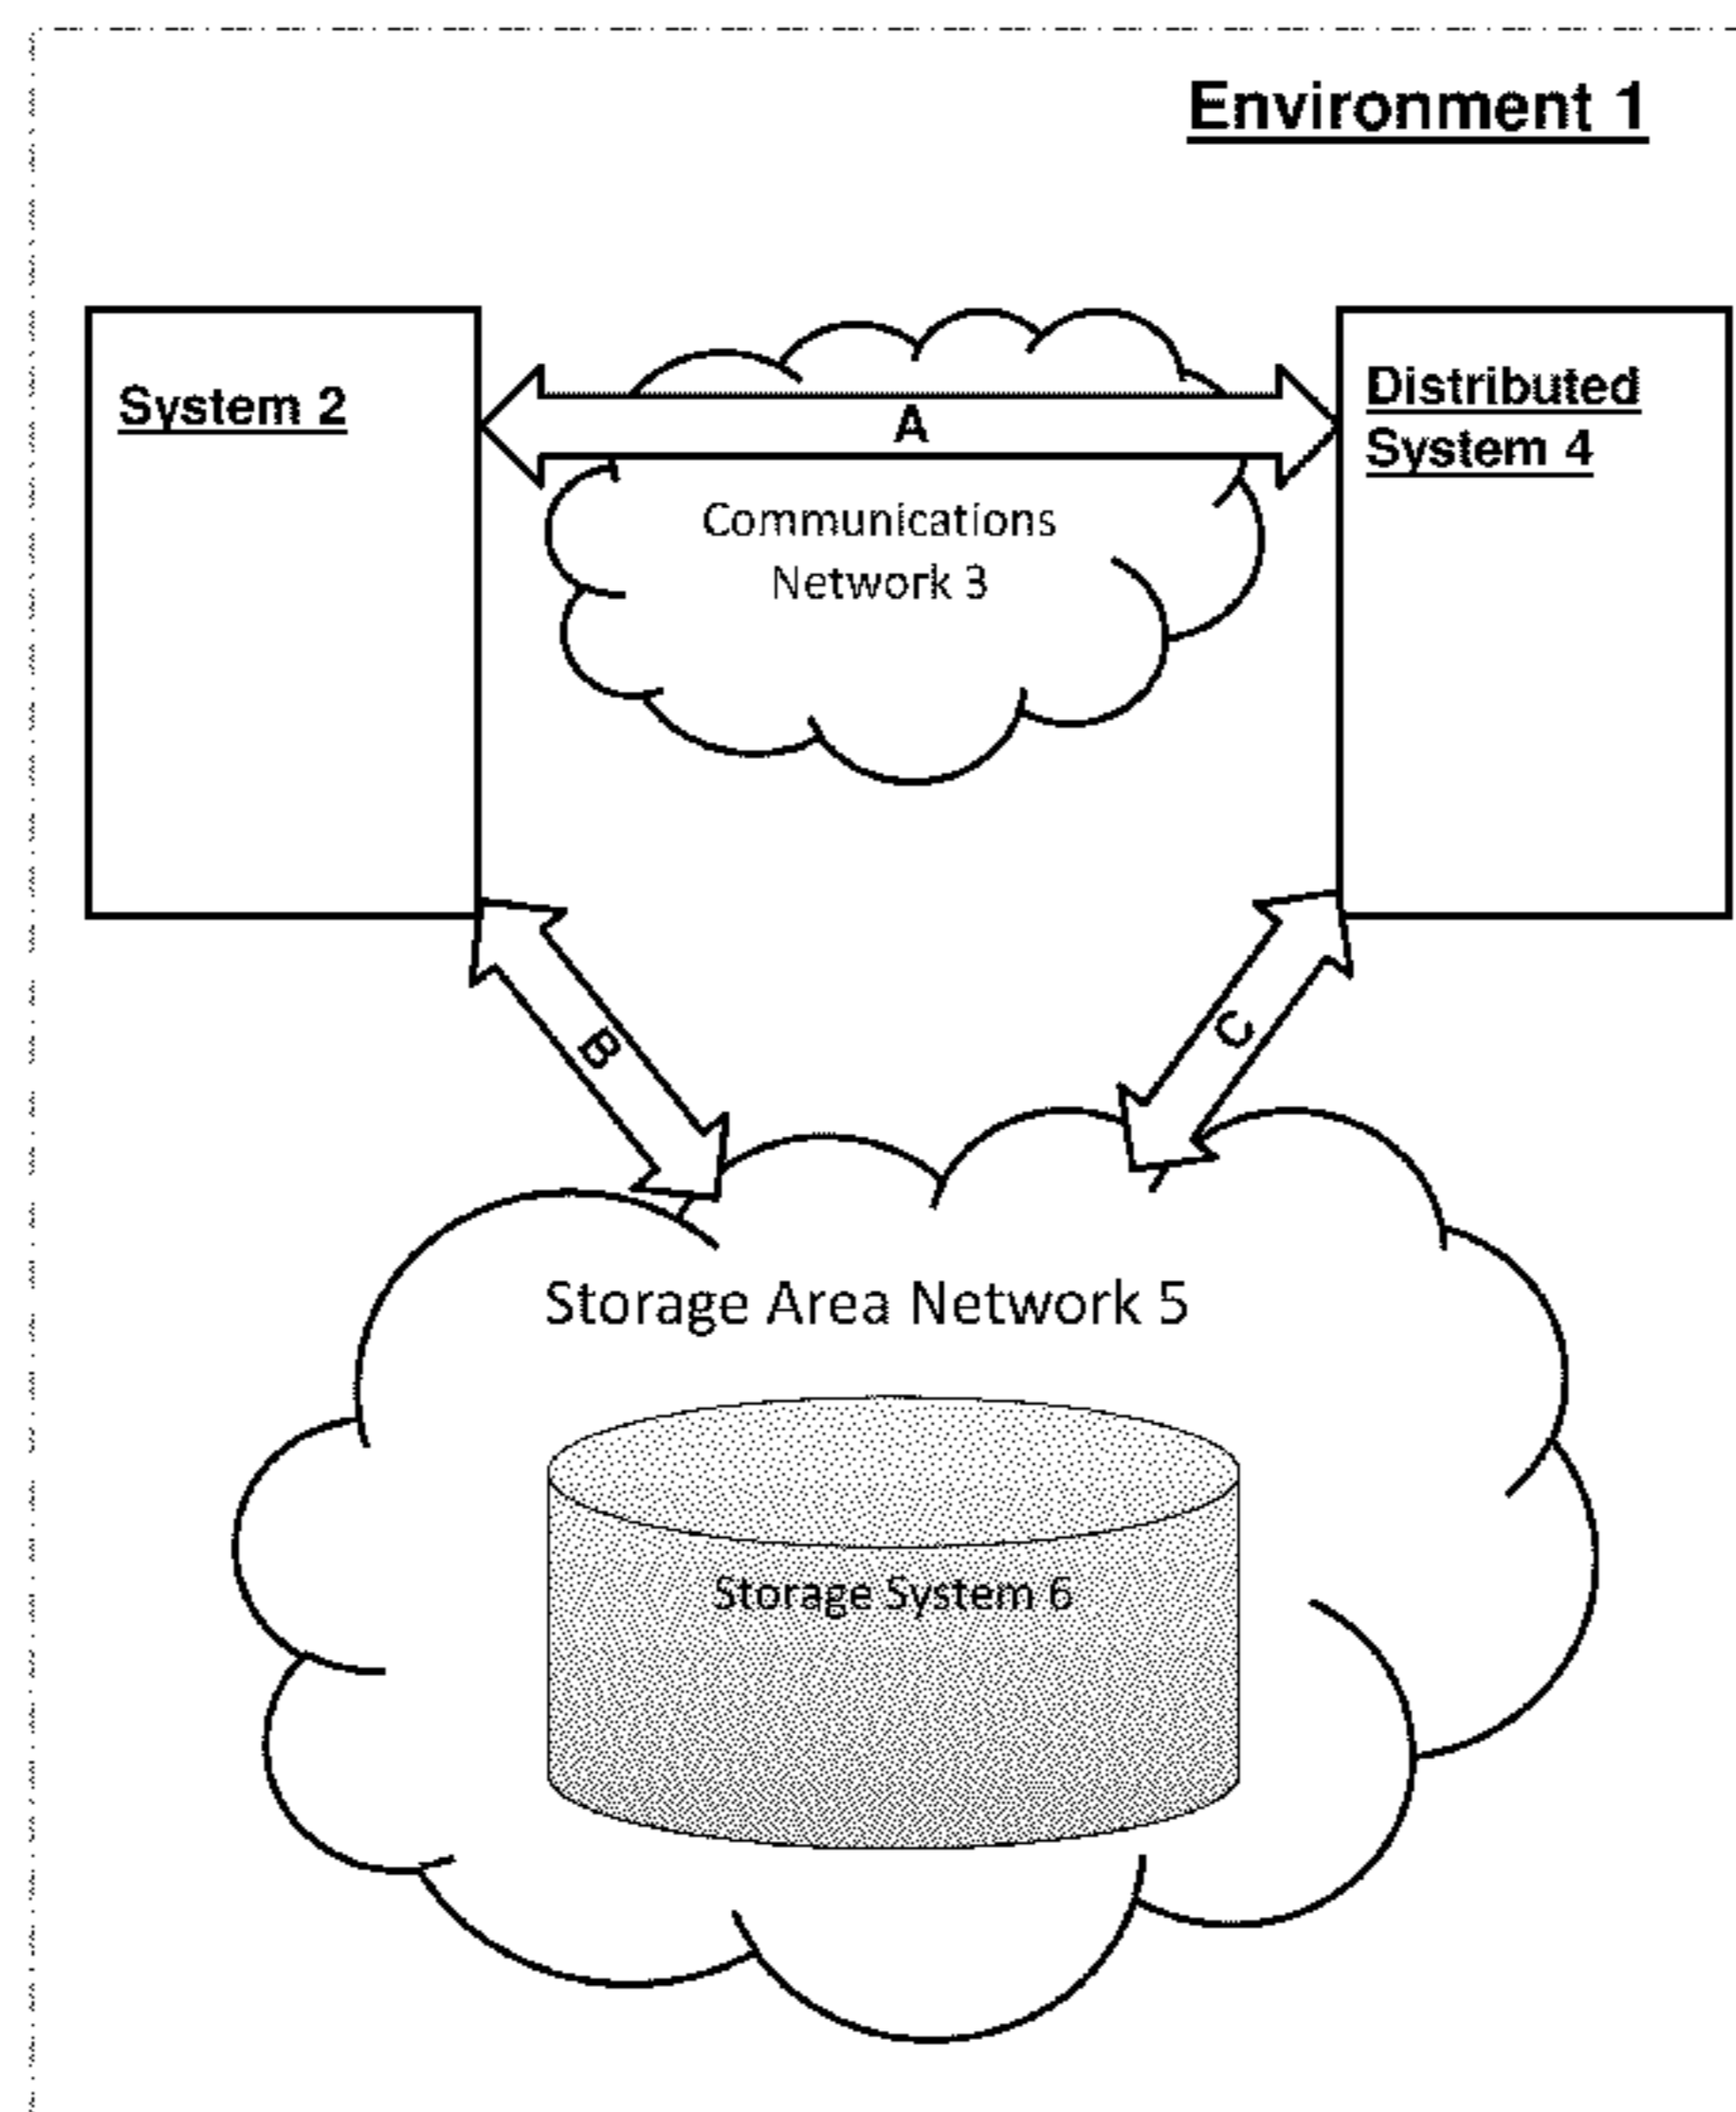 Environment 1
System 2
A
Distributed
System 4
Communications
Network 3
B
C
Storage Area Network 5
Storage System 6